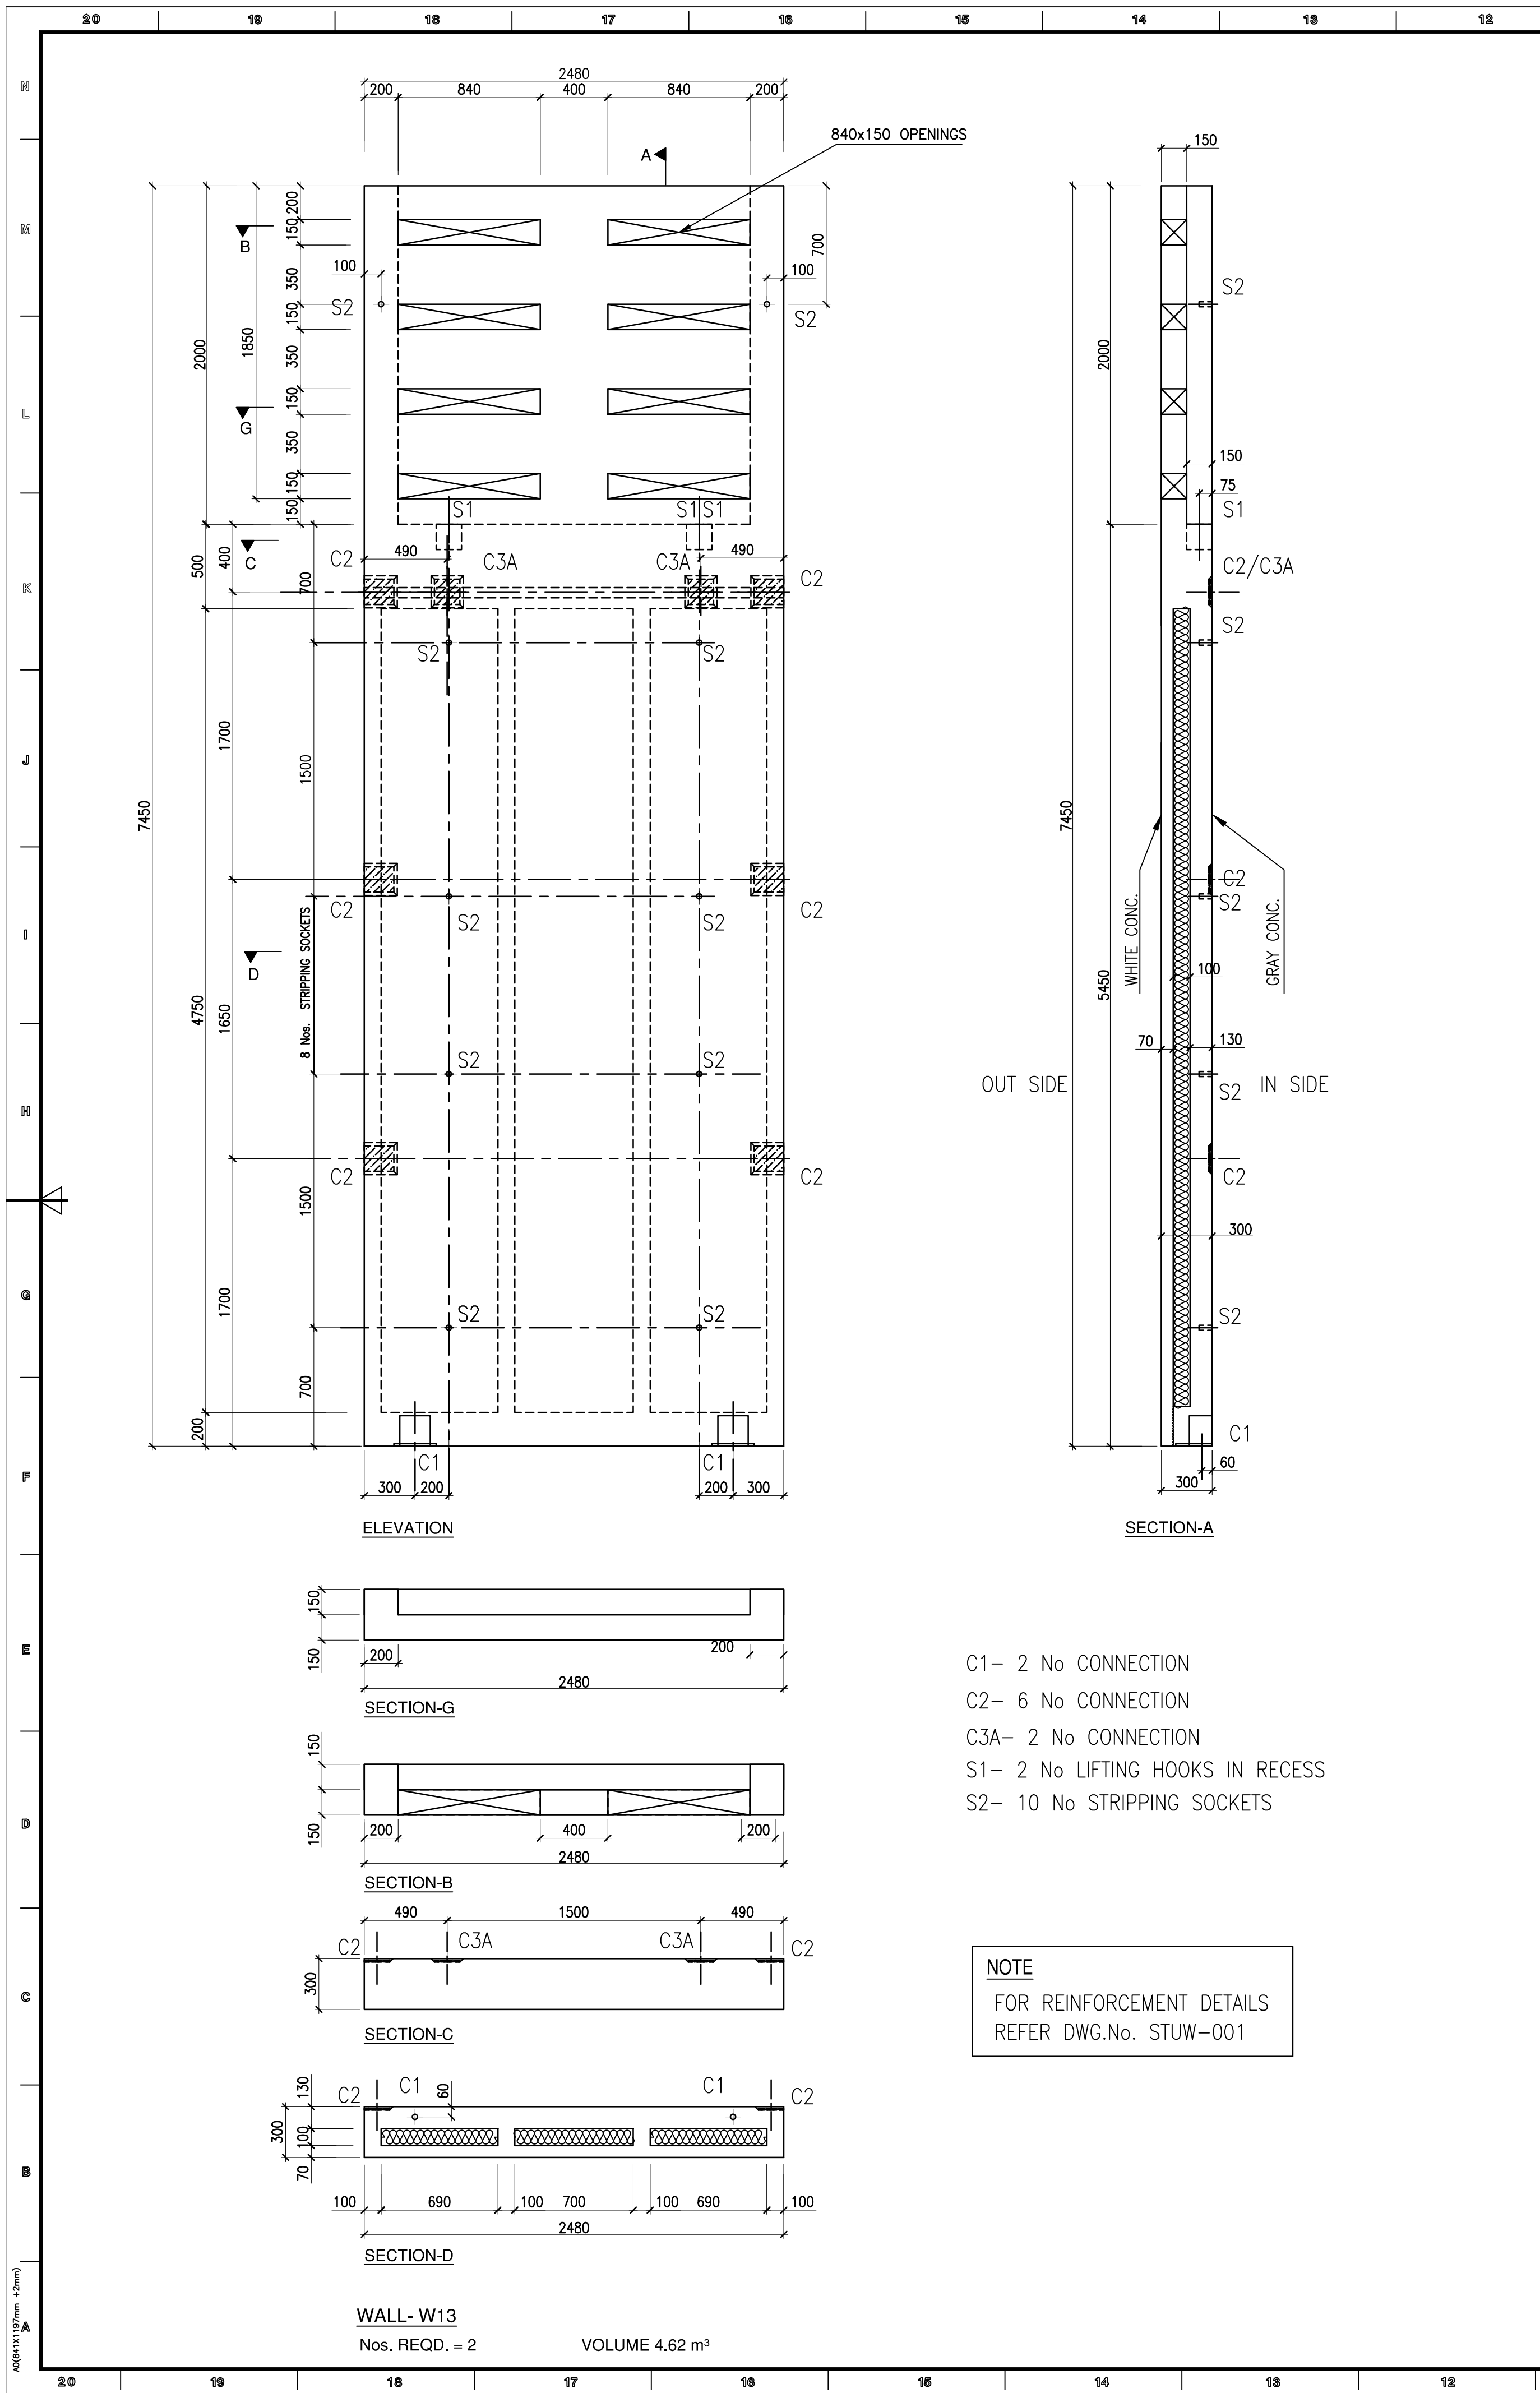 20 19 18 17 16 15 14 13 12
N
M
L
K
J
I
H
G
F
E
D
C
B
A
A0(841X1197mm +2mm)
2480
200 840 400 840 200
840x150 OPENINGS
A
B
G
C
D
200
150
350
150
350
150
350
150
150
1850
2000
7450
500
400
700
1700
1500
8 Nos. STRIPPING SOCKETS
4750
1650
1500
1700
700
200
100
S2
700
100
S2
S1
S1 S1
490
490
C2
C3A
C3A
C2
S2
S2
C2
S2
S2
C2
S2
S2
C2
C2
S2
S2
C1
C1
300 200
200 300
ELEVATION
150
S2
2000
150
75
S1
C2/C3A
S2
7450
5450
WHITE CONC.
GRAY CONC.
C2
S2
100
70
130
OUT SIDE
S2
IN SIDE
C2
300
S2
C1
60
300
SECTION-A
150
150
200
200
2480
SECTION-G
150
150
200
400
200
2480
SECTION-B
490 1500 490
C2
C3A
C3A
C2
300
SECTION-C
130
C2
C1
60
C1
C2
300
100
70
100 690 100 700 100 690 100
2480
SECTION-D
C1- 2 No CONNECTION
C2- 6 No CONNECTION
C3A- 2 No CONNECTION
S1- 2 No LIFTING HOOKS IN RECESS
S2- 10 No STRIPPING SOCKETS
NOTE
FOR REINFORCEMENT DETAILS
REFER DWG.No. STUW-001
WALL- W13
Nos. REQD. = 2 VOLUME 4.62 m³
20 19 18 17 16 15 14 13 12